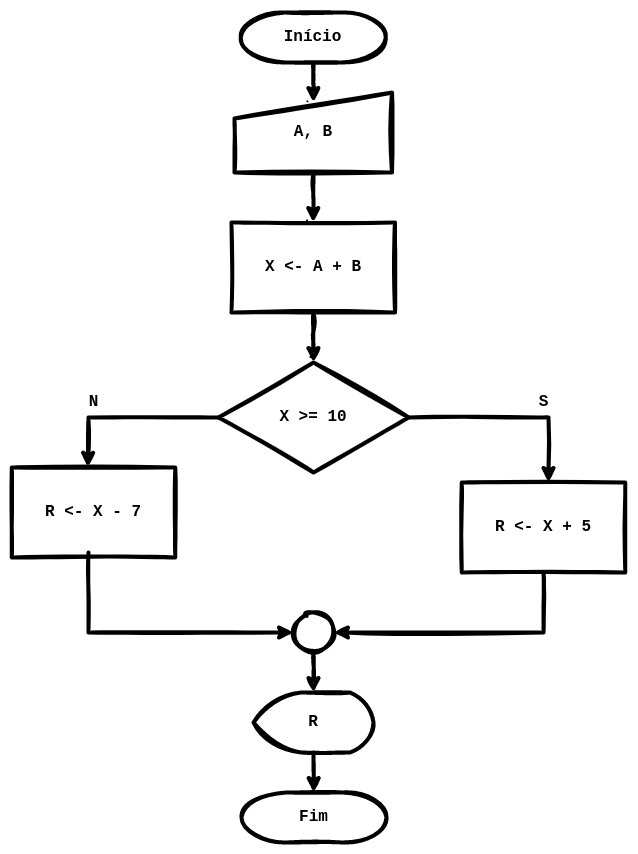 Início
A, B
X <- A + B
X >= 10
N
S
R <- X - 7
R <- X + 5
R
Fim